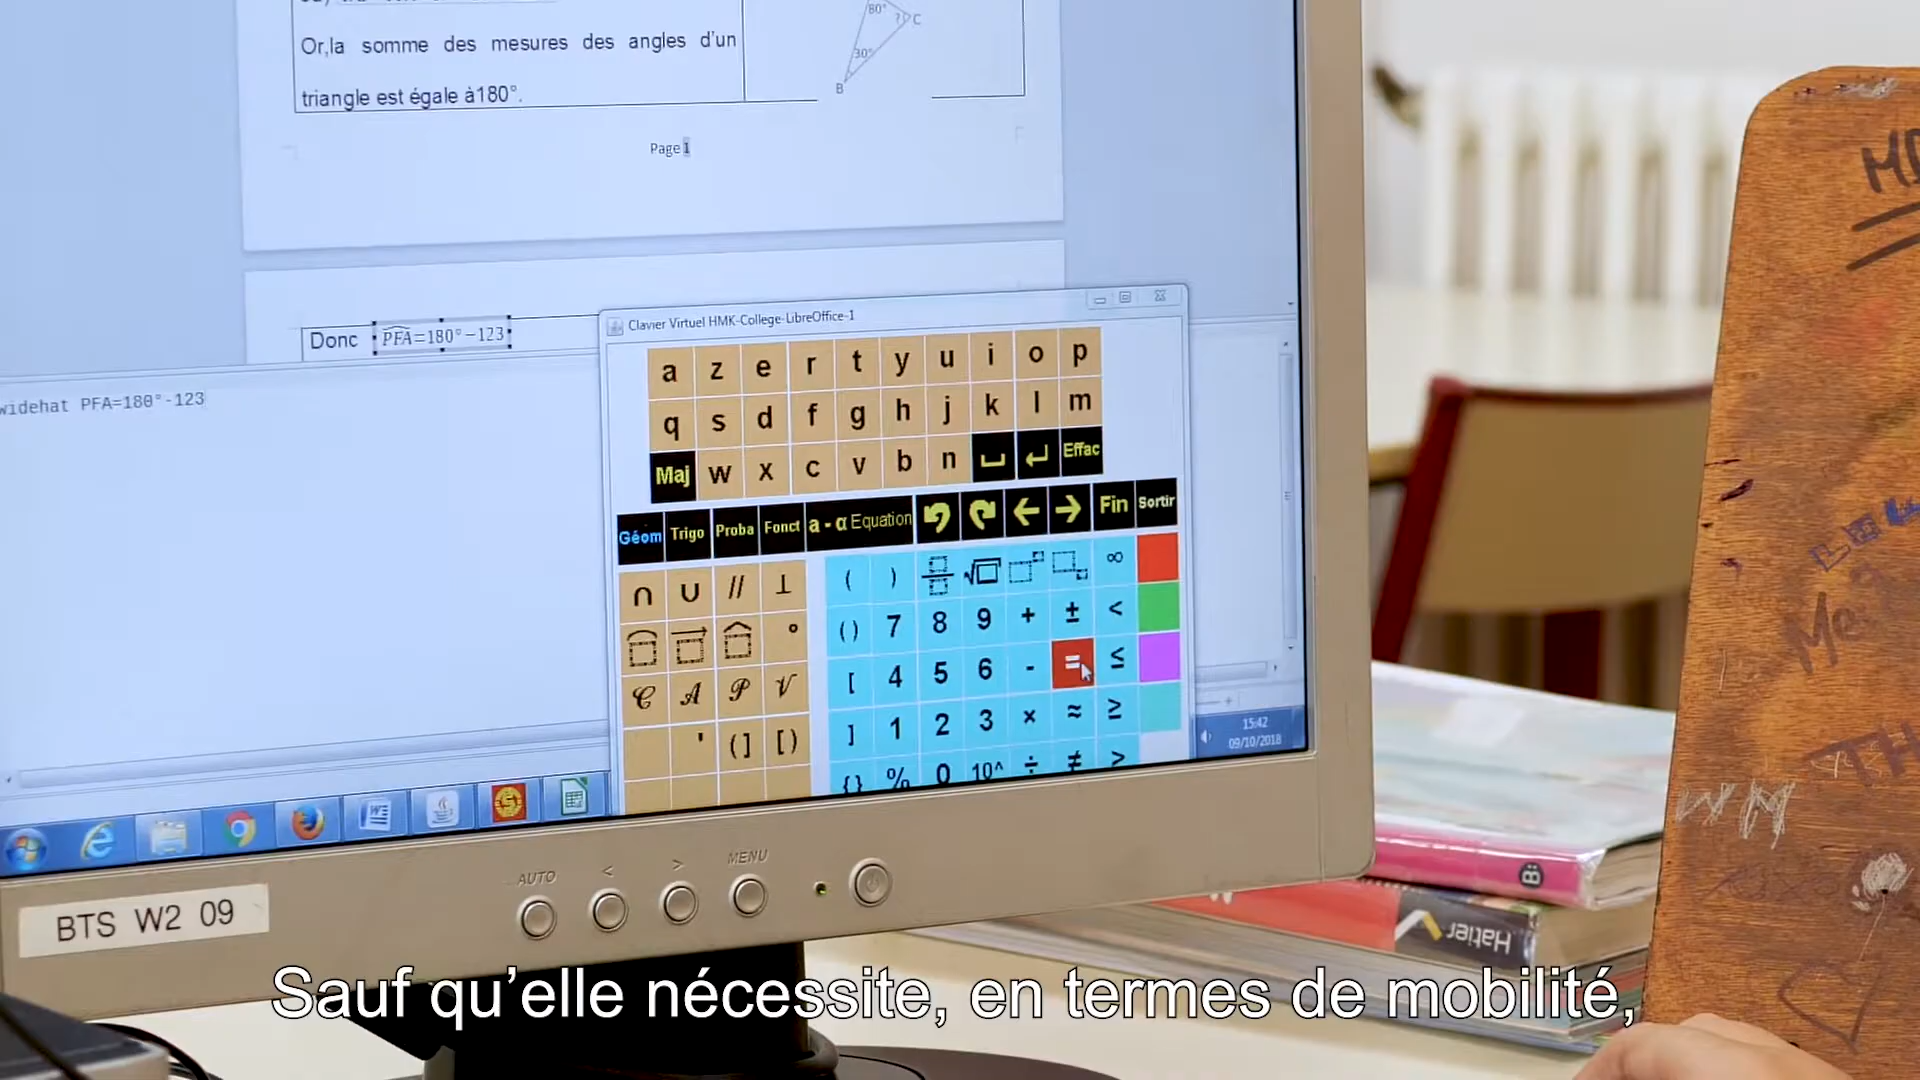 Or,la somme des mesures des angles d'un
triangle est égale à180°.
80°
? C
30°
B
Page 1
Donc PFA=180°−123
widehat PFA=180°-123
Clavier Virtuel HMK-College-LibreOffice-1
a z e r t y u i o p
q s d f g h j k l m
Maj w x c v b n Effac
Géom Trigo Proba Fonct a - α Equation Fin Sortir
∩ ∪ // ⊥ ( ) √ ∞
° () 7 8 9 + ± <
𝒞 𝒜 𝒫 𝒱 [ 4 5 6 - = ≤
' (] [) ] 1 2 3 × ≈ ≥
{} % 0 10^ ÷ ≠ >
15:42
09/10/2018
AUTO < > MENU
BTS W2 09
Hatier
WM
Sauf qu'elle nécessite, en termes de mobilité,